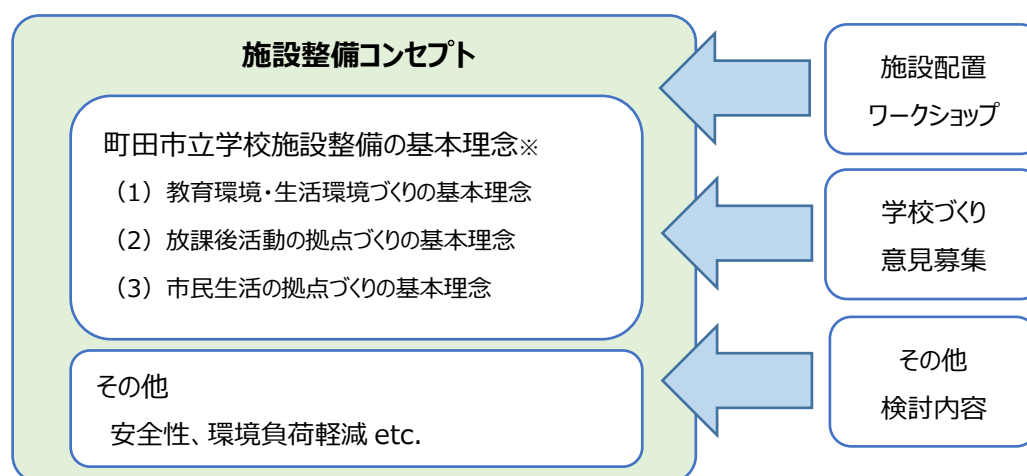 施設整備コンセプト
町田市立学校施設整備の基本理念※
（1）教育環境・生活環境づくりの基本理念
（2）放課後活動の拠点づくりの基本理念
（3）市民生活の拠点づくりの基本理念
その他
安全性、環境負荷軽減 etc.
施設配置
ワークショップ
学校づくり
意見募集
その他
検討内容